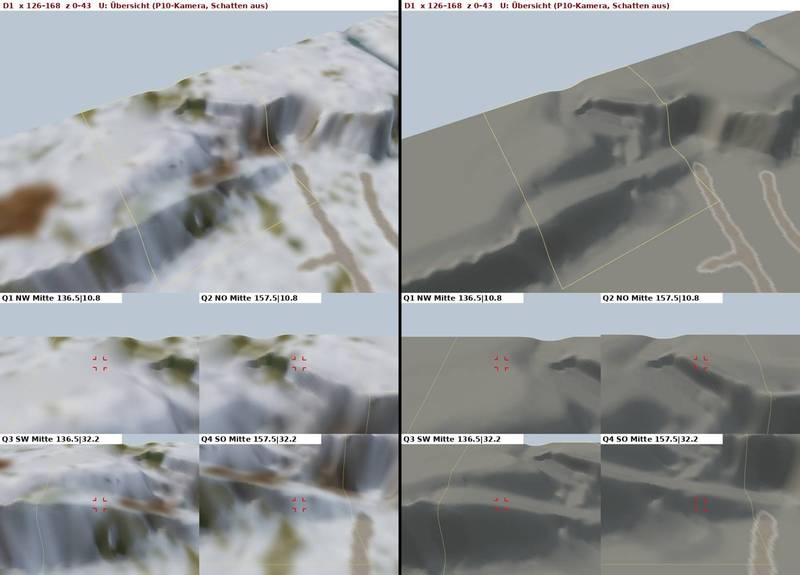 D1 x 126-168 z 0-43 U: Übersicht (P10-Kamera, Schatten aus)
D1 x 126-168 z 0-43 U: Übersicht (P10-Kamera, Schatten aus)
Q1 NW Mitte 136.5|10.8
Q2 NO Mitte 157.5|10.8
Q1 NW Mitte 136.5|10.8
Q2 NO Mitte 157.5|10.8
Q3 SW Mitte 136.5|32.2
Q4 SO Mitte 157.5|32.2
Q3 SW Mitte 136.5|32.2
Q4 SO Mitte 157.5|32.2